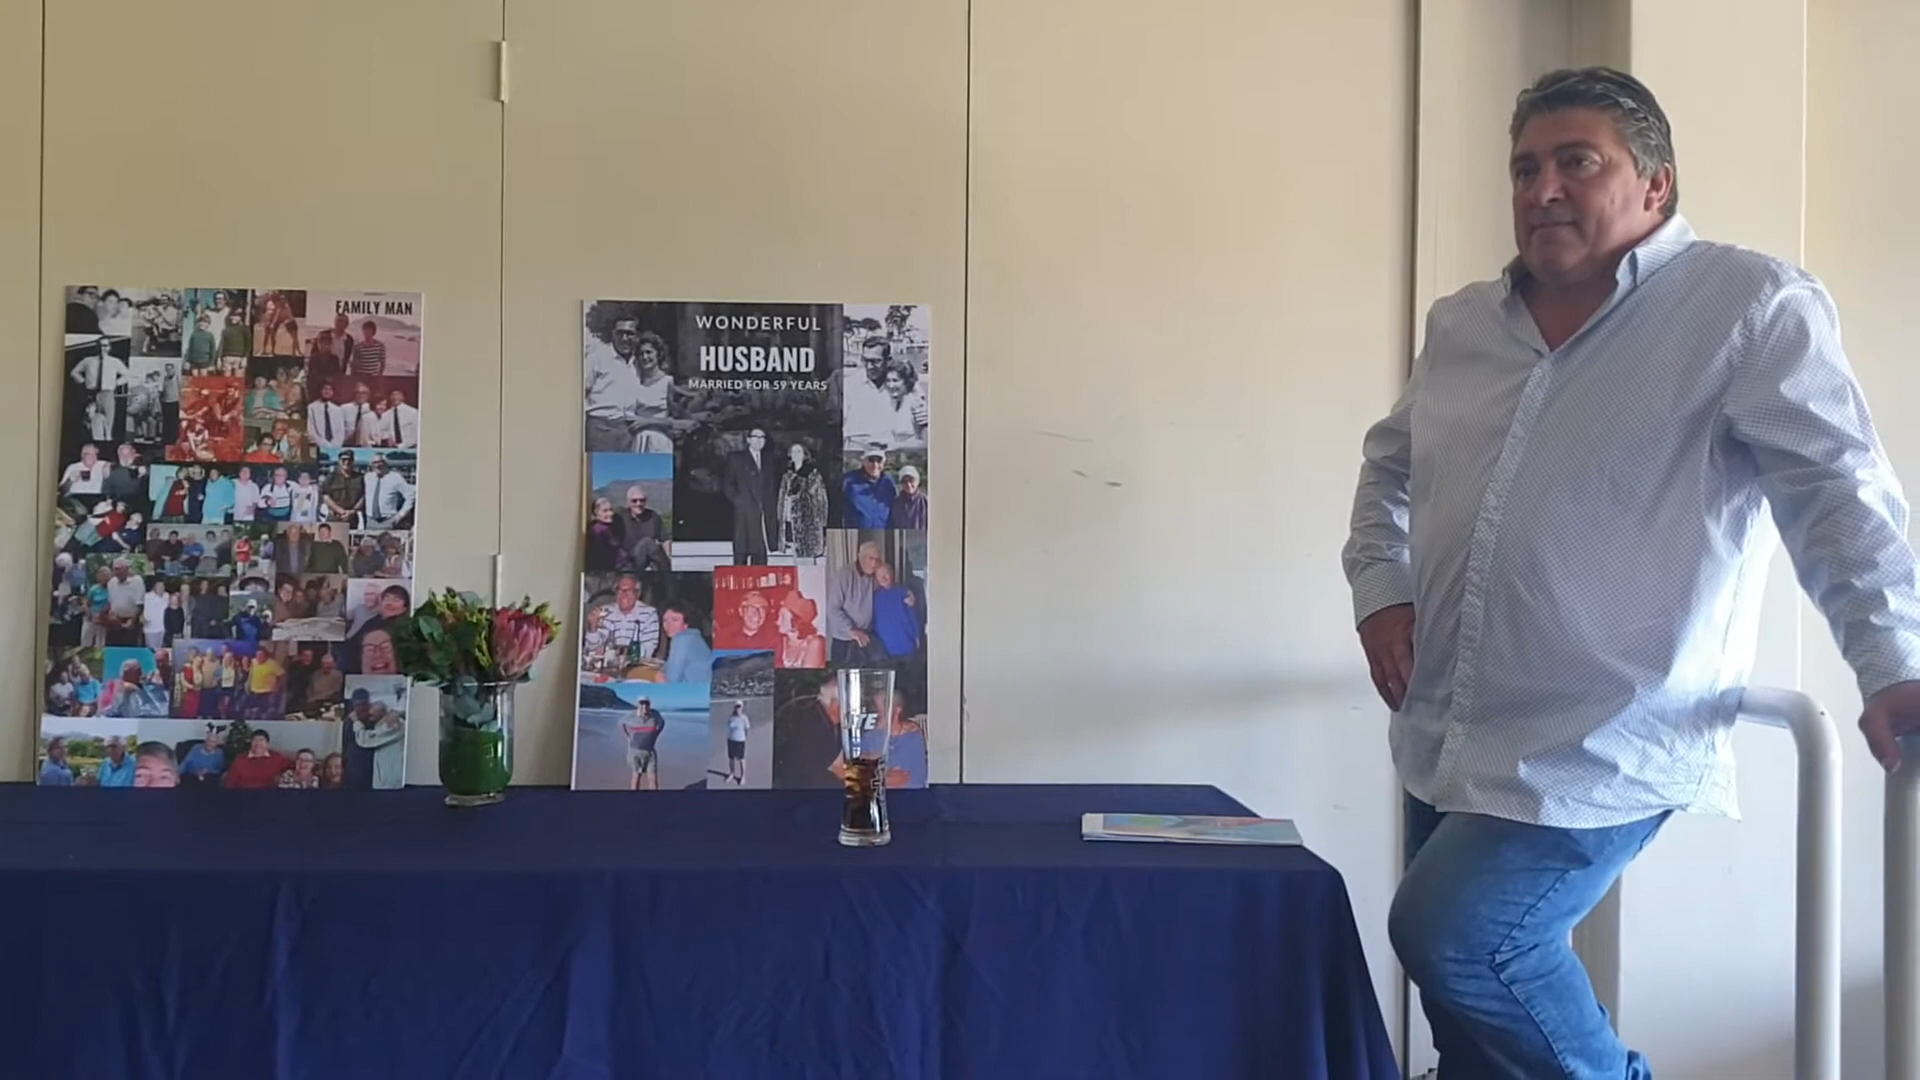 FAMILY MAN
WONDERFUL
HUSBAND
MARRIED FOR 59 YEARS